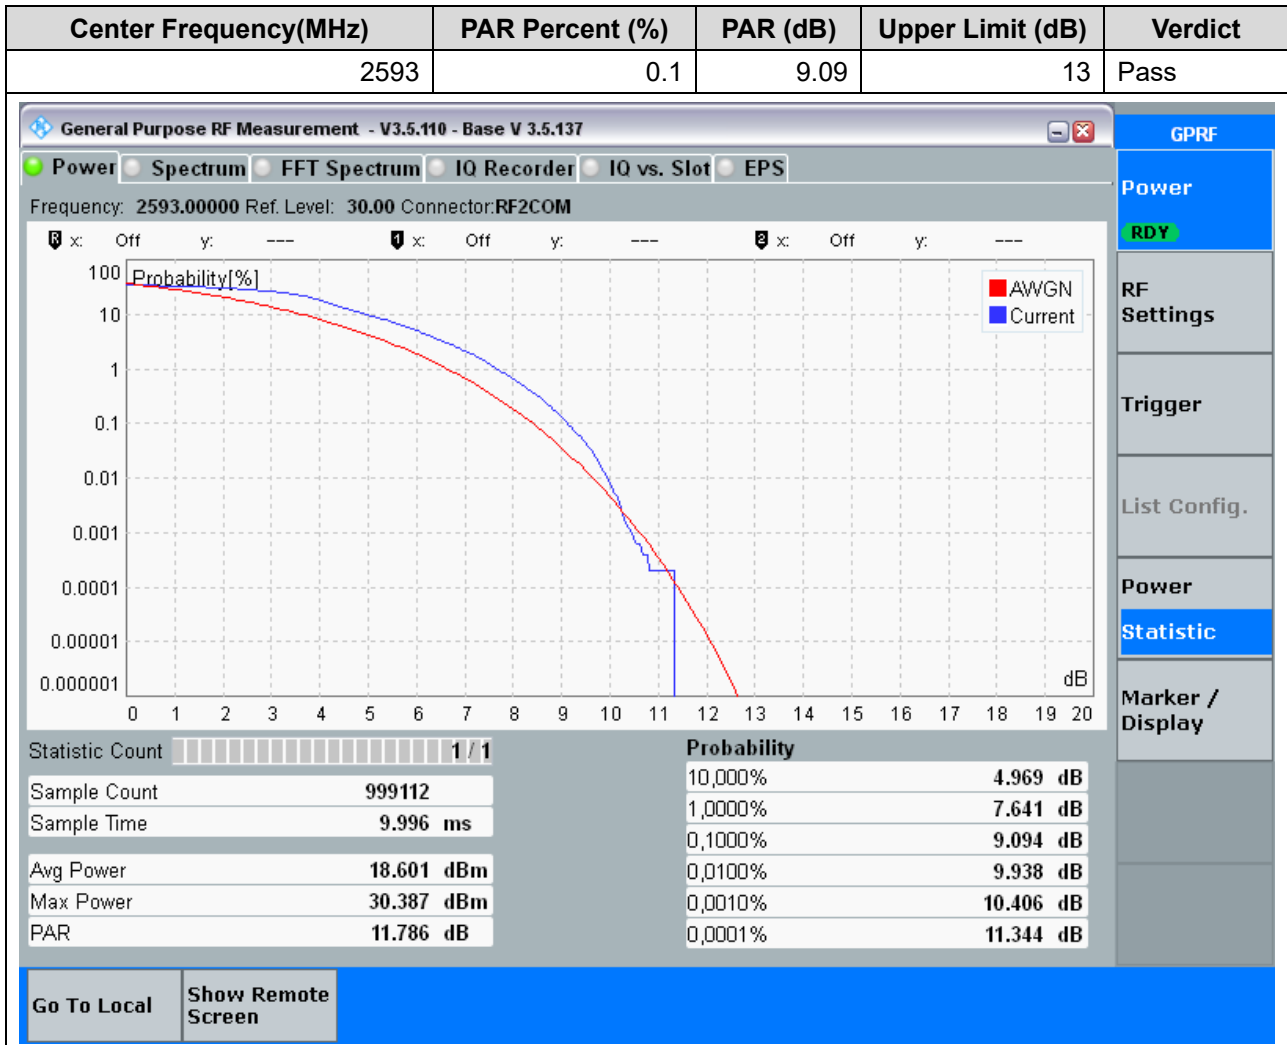 Center Frequency(MHz) PAR Percent (%) PAR (dB) Upper Limit (dB) Verdict
2593 0.1 9.09 13 Pass
General Purpose RF Measurement - V3.5.110 - Base V 3.5.137
GPRF
Power Spectrum FFT Spectrum IQ Recorder IQ vs. Slot EPS
Power
RDY
Frequency: 2593.00000 Ref. Level: 30.00 Connector:RF2COM
R x: Off y: --- 1 x: Off y: --- 2 x: Off y: ---
Probability[%]
100
10
1
0.1
0.01
0.001
0.0001
0.00001
0.000001
AWGN
Current
dB
0 1 2 3 4 5 6 7 8 9 10 11 12 13 14 15 16 17 18 19 20
RF
Settings
Trigger
List Config.
Power
Statistic
Marker /
Display
Statistic Count 1 / 1
Sample Count 999112
Sample Time 9.996 ms
Avg Power 18.601 dBm
Max Power 30.387 dBm
PAR 11.786 dB
Probability
10,000% 4.969 dB
1,0000% 7.641 dB
0,1000% 9.094 dB
0,0100% 9.938 dB
0,0010% 10.406 dB
0,0001% 11.344 dB
Go To Local
Show Remote
Screen